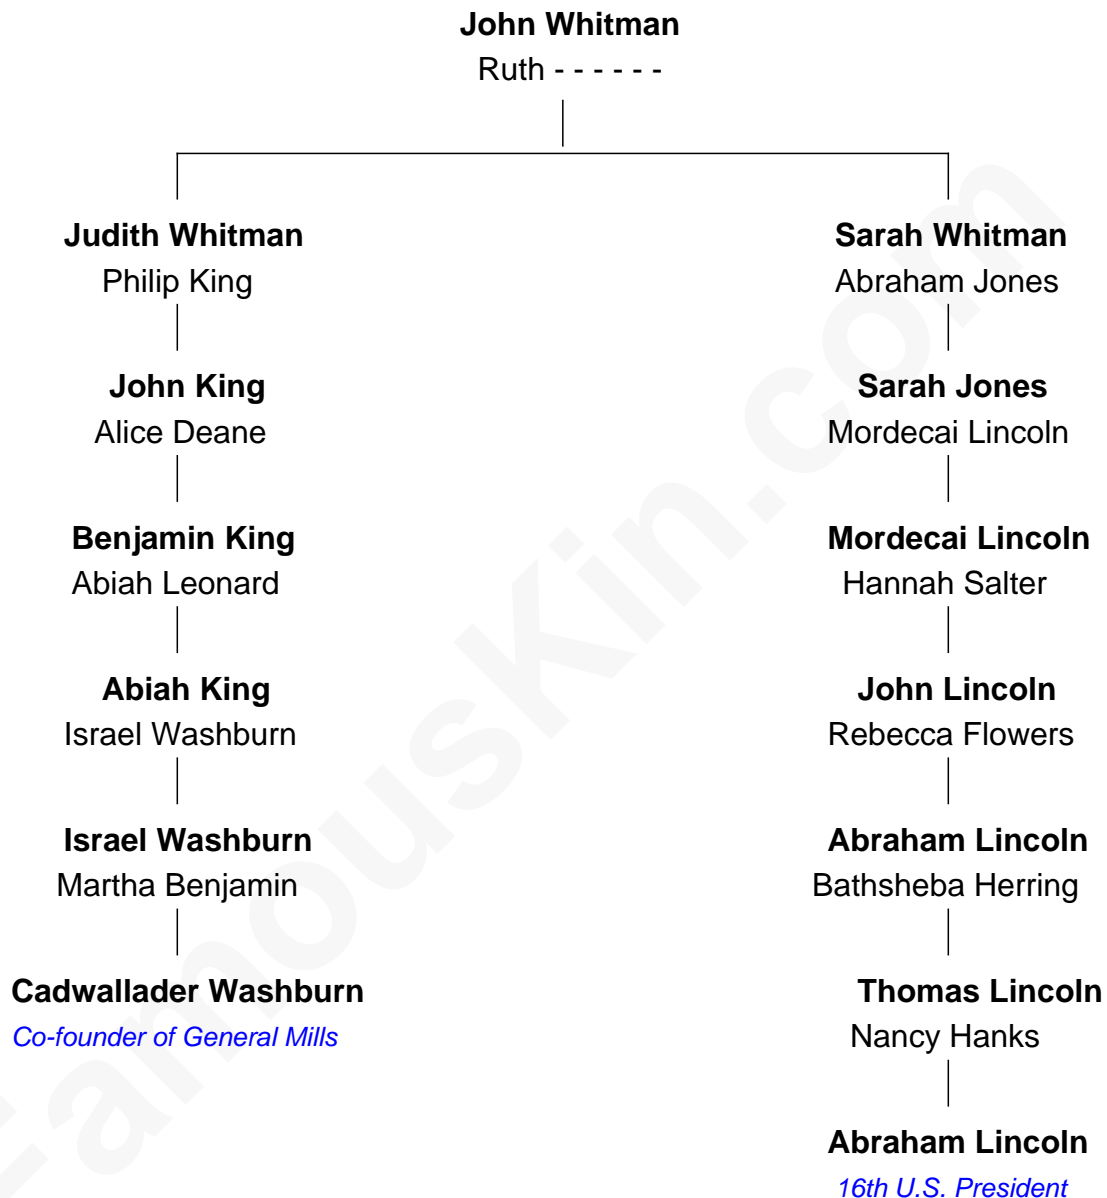 John Whitman
Ruth - - - - - -
Judith Whitman
Philip King
Sarah Whitman
Abraham Jones
John King
Alice Deane
Sarah Jones
Mordecai Lincoln
Benjamin King
Abiah Leonard
Mordecai Lincoln
Hannah Salter
Abiah King
Israel Washburn
John Lincoln
Rebecca Flowers
Israel Washburn
Martha Benjamin
Abraham Lincoln
Bathsheba Herring
Cadwallader Washburn
Co-founder of General Mills
Thomas Lincoln
Nancy Hanks
Abraham Lincoln
16th U.S. President
FamousKin.com